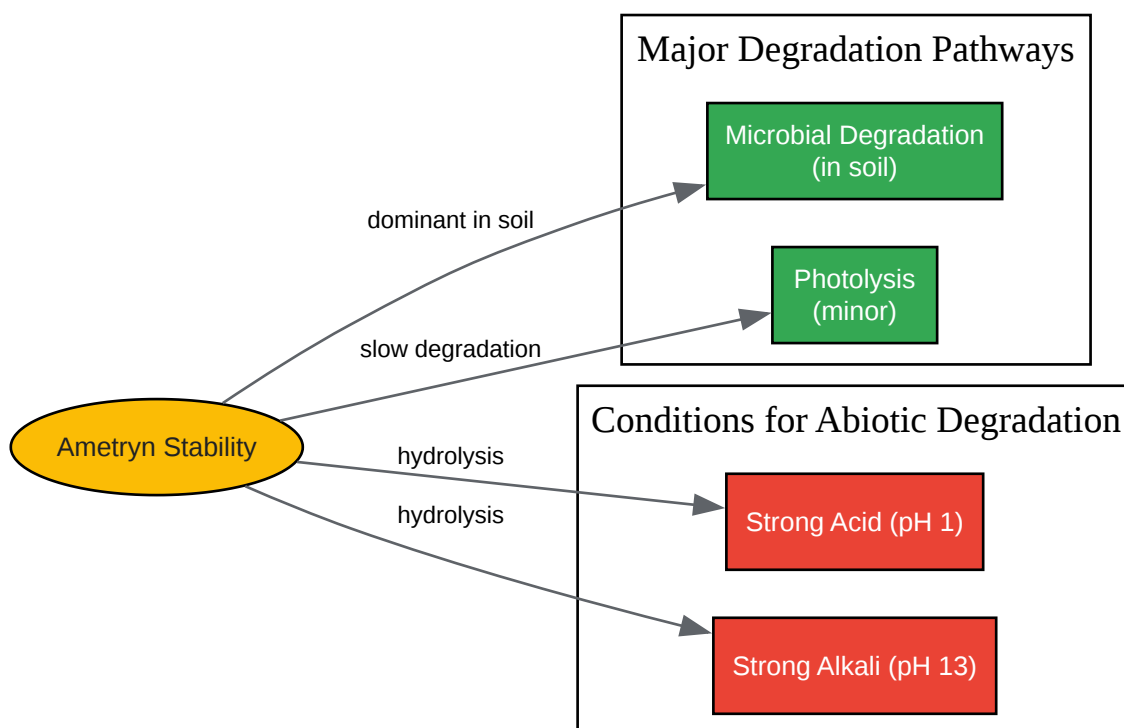 Major Degradation Pathways
Microbial Degradation
(in soil)
dominant in soil
Photolysis
(minor)
slow degradation
Conditions for Abiotic Degradation
Ametryn Stability
hydrolysis
Strong Acid (pH 1)
hydrolysis
Strong Alkali (pH 13)